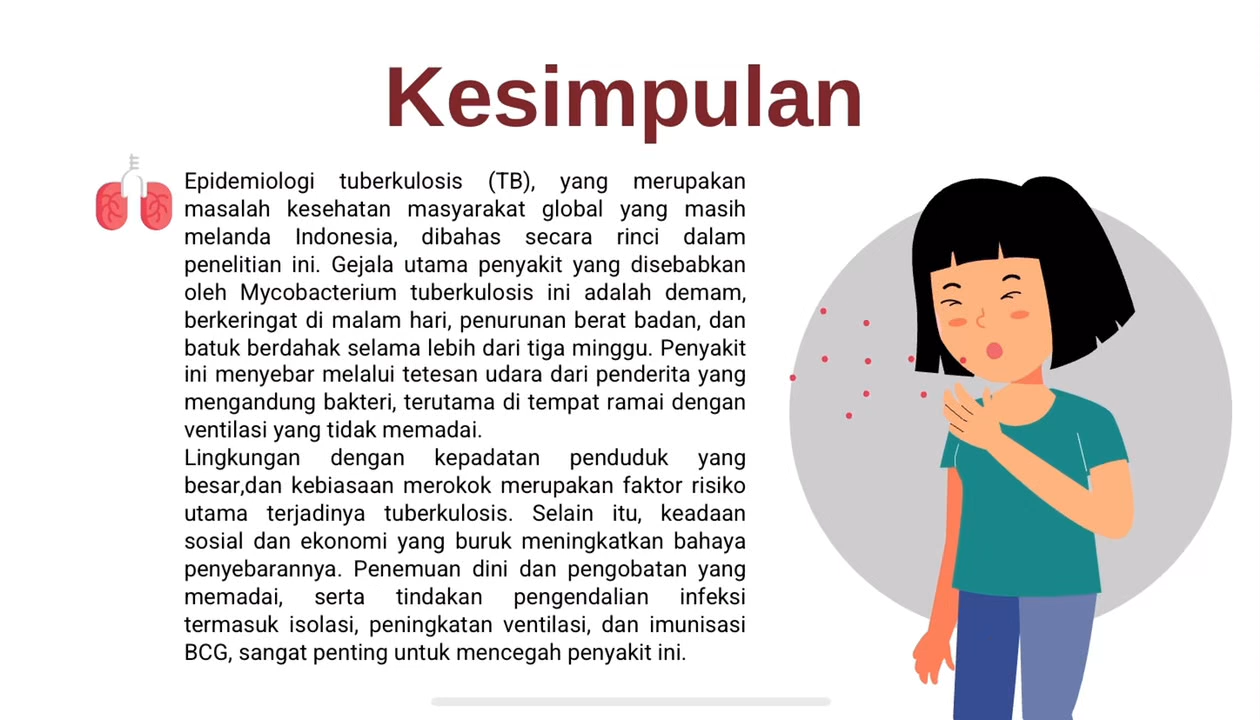 Kesimpulan
Epidemiologi tuberkulosis (TB), yang merupakan
masalah kesehatan masyarakat global yang masih
melanda Indonesia, dibahas secara rinci dalam
penelitian ini. Gejala utama penyakit yang disebabkan
oleh Mycobacterium tuberkulosis ini adalah demam,
berkeringat di malam hari, penurunan berat badan, dan
batuk berdahak selama lebih dari tiga minggu. Penyakit
ini menyebar melalui tetesan udara dari penderita yang
mengandung bakteri, terutama di tempat ramai dengan
ventilasi yang tidak memadai.
Lingkungan dengan kepadatan penduduk yang
besar,dan kebiasaan merokok merupakan faktor risiko
utama terjadinya tuberkulosis. Selain itu, keadaan
sosial dan ekonomi yang buruk meningkatkan bahaya
penyebarannya. Penemuan dini dan pengobatan yang
memadai, serta tindakan pengendalian infeksi
termasuk isolasi, peningkatan ventilasi, dan imunisasi
BCG, sangat penting untuk mencegah penyakit ini.